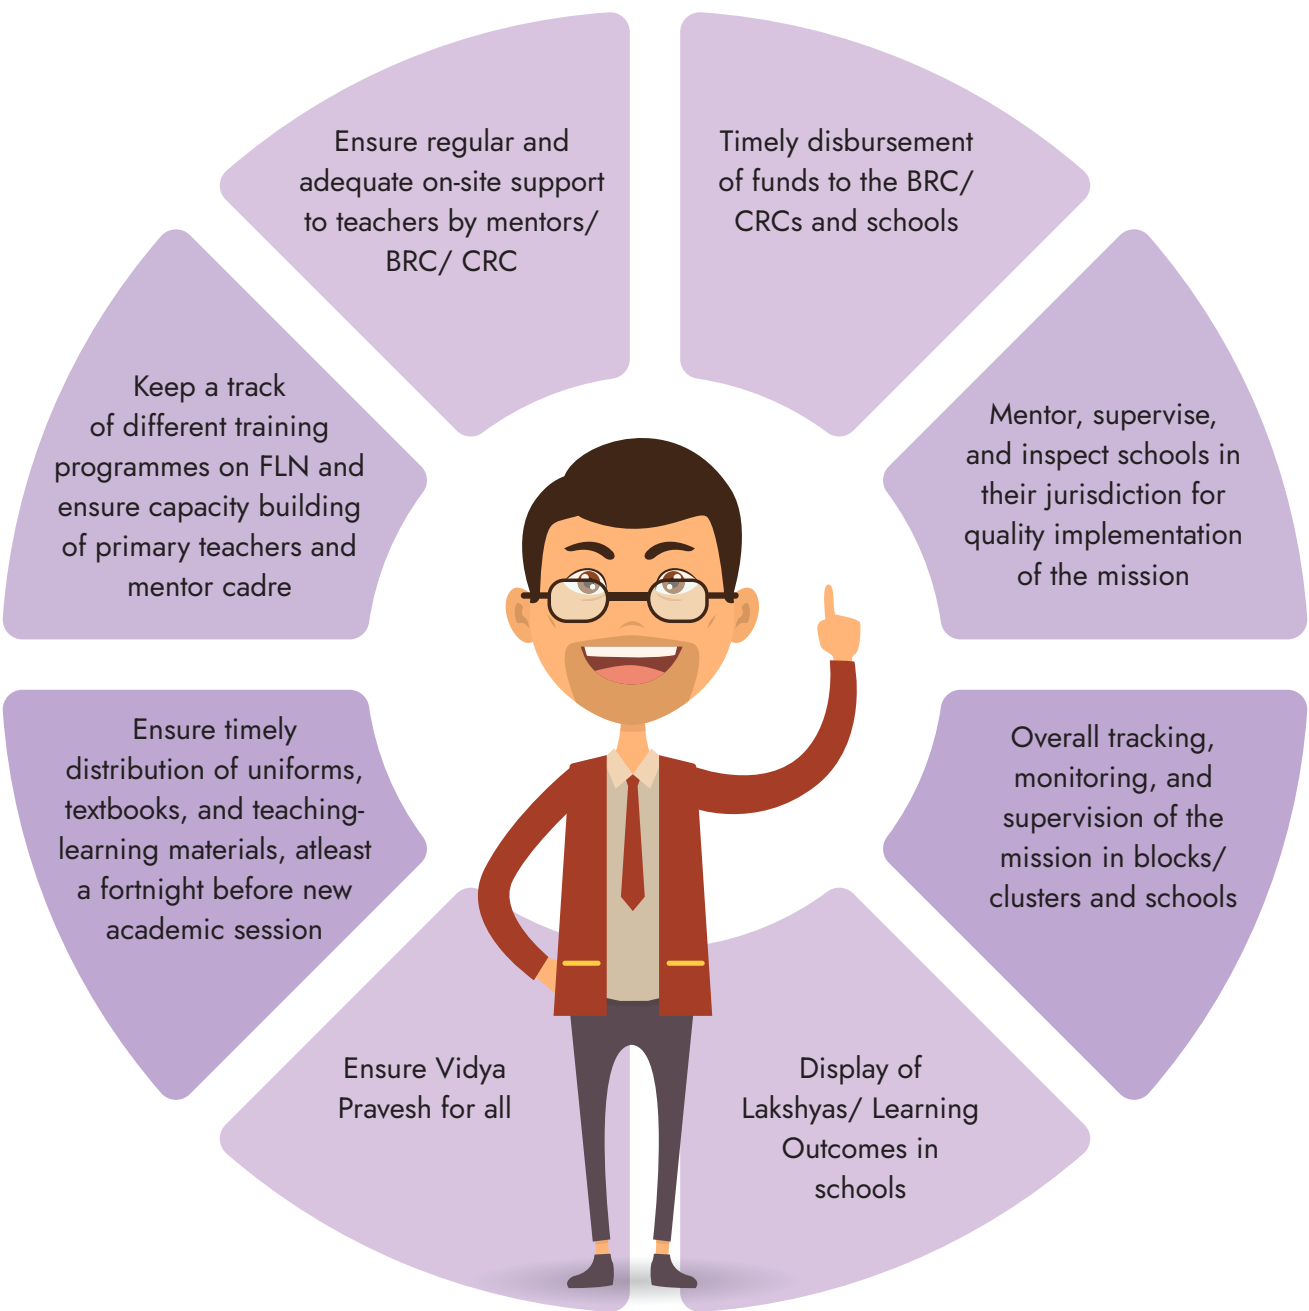 Ensure regular and
adequate on-site support
to teachers by mentors/
BRC/ CRC
Timely disbursement
of funds to the BRC/
CRCs and schools
Mentor, supervise,
and inspect schools in
their jurisdiction for
quality implementation
of the mission
Overall tracking,
monitoring, and
supervision of the
mission in blocks/
clusters and schools
Display of
Lakshyas/ Learning
Outcomes in
schools
Ensure Vidya
Pravesh for all
Ensure timely
distribution of uniforms,
textbooks, and teaching-
learning materials, atleast
a fortnight before new
academic session
Keep a track
of different training
programmes on FLN and
ensure capacity building
of primary teachers and
mentor cadre